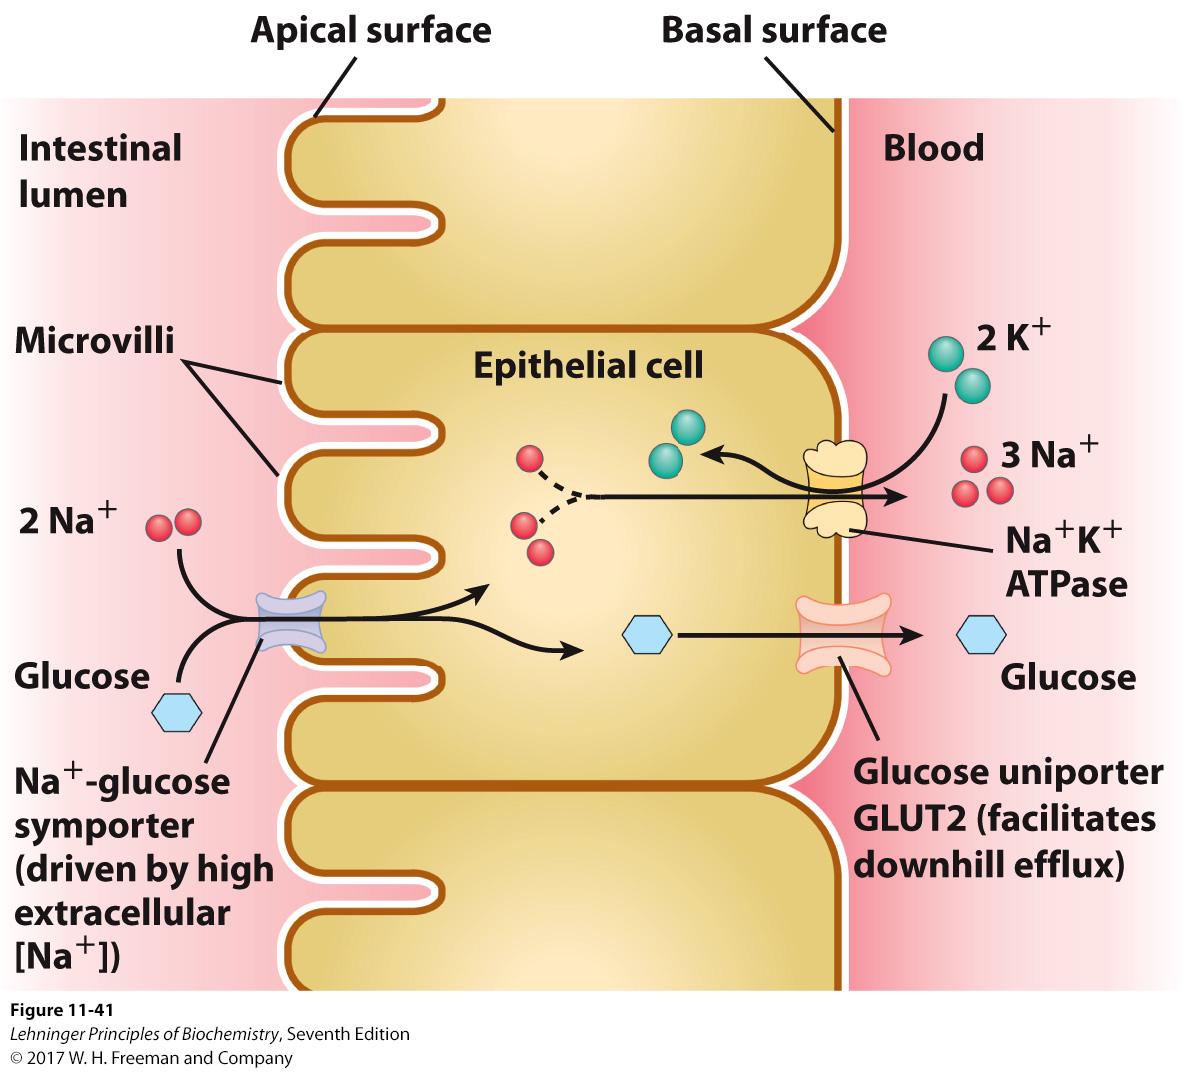 Apical surface
Basal surface
Intestinal
lumen
Blood
Microvilli
Epithelial cell
2 K+
3 Na+
2 Na+
Na+K+
ATPase
Glucose
Glucose
Na+-glucose
symporter
(driven by high
extracellular
[Na+])
Glucose uniporter
GLUT2 (facilitates
downhill efflux)
Figure 11-41
Lehninger Principles of Biochemistry, Seventh Edition
© 2017 W. H. Freeman and Company